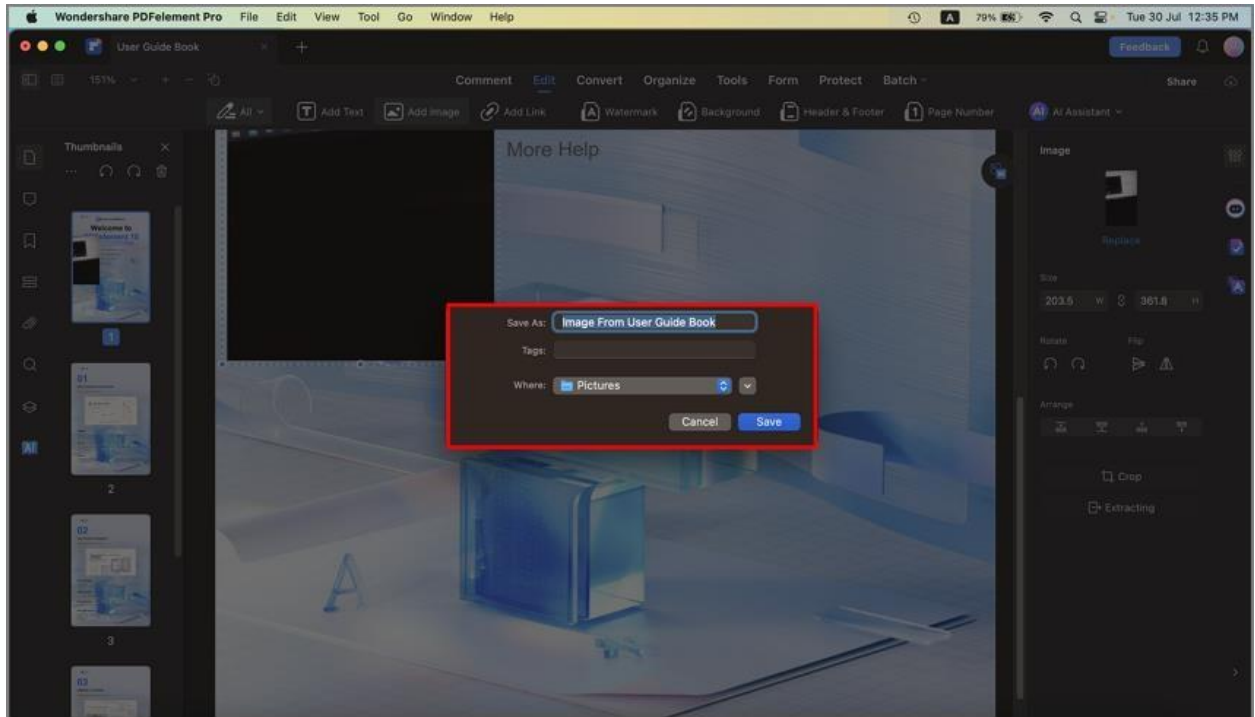 Wondershare PDFelement Pro File Edit View Tool Go Window Help A 79% Tue 30 Jul 12:35 PM
User Guide Book Feedback
151% Comment Edit Convert Organize Tools Form Protect Batch Share
All Add Text Add Image Add Link Watermark Background Header & Footer Page Number AI Assistant
Thumbnails
More Help
Image
Welcome to
Replace
Size
203.5 W 361.8 H
Save As: Image From User Guide Book
Tags:
Where: Pictures
Cancel Save
Rotate Flip
1
01
Arrange
AI
Crop
2
Extracting
02
A
3
03